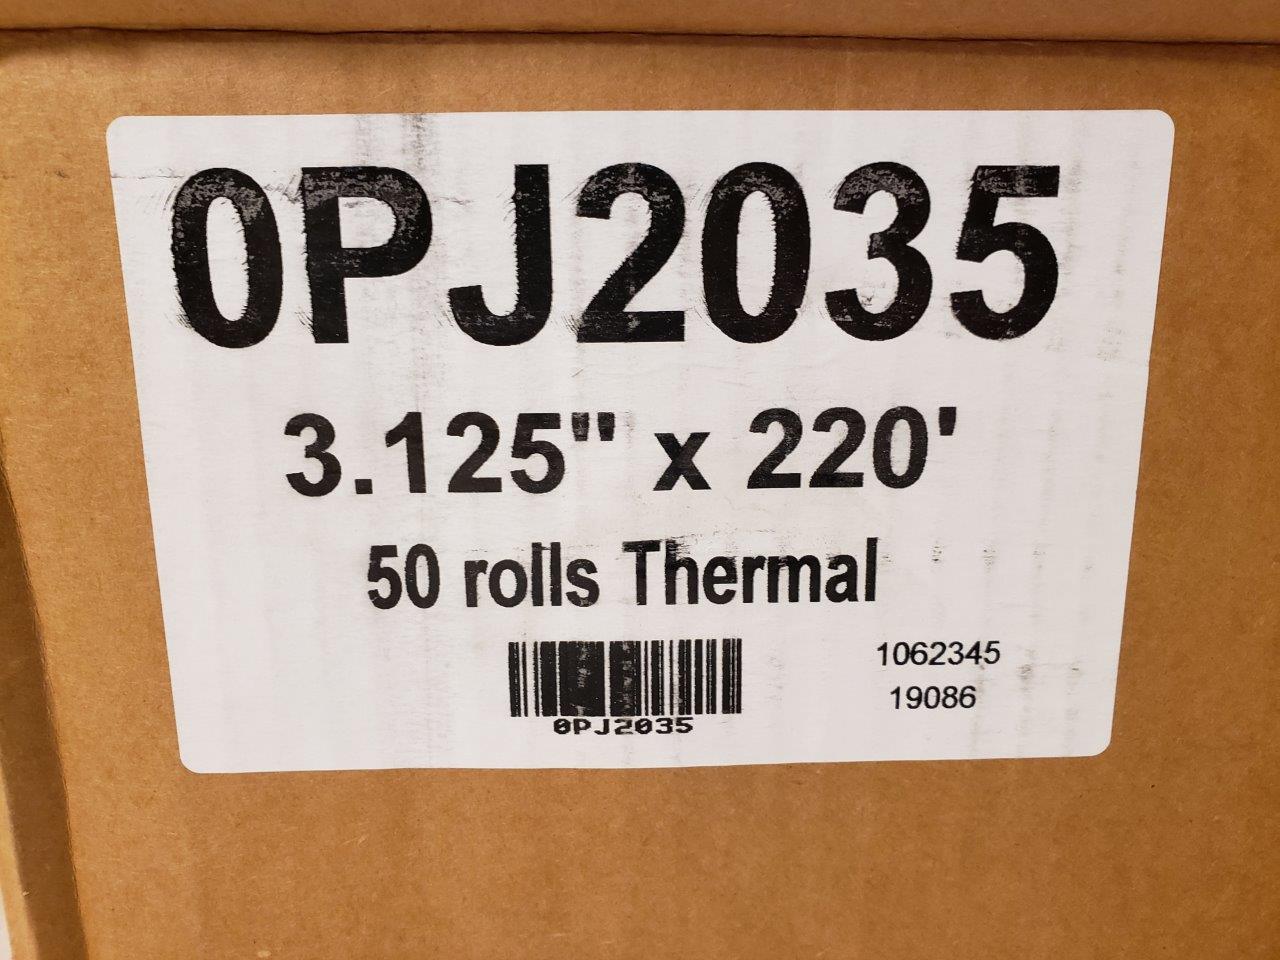 0PJ2035
3.125" x 220'
50 rolls Thermal
0PJ2035
1062345
19086